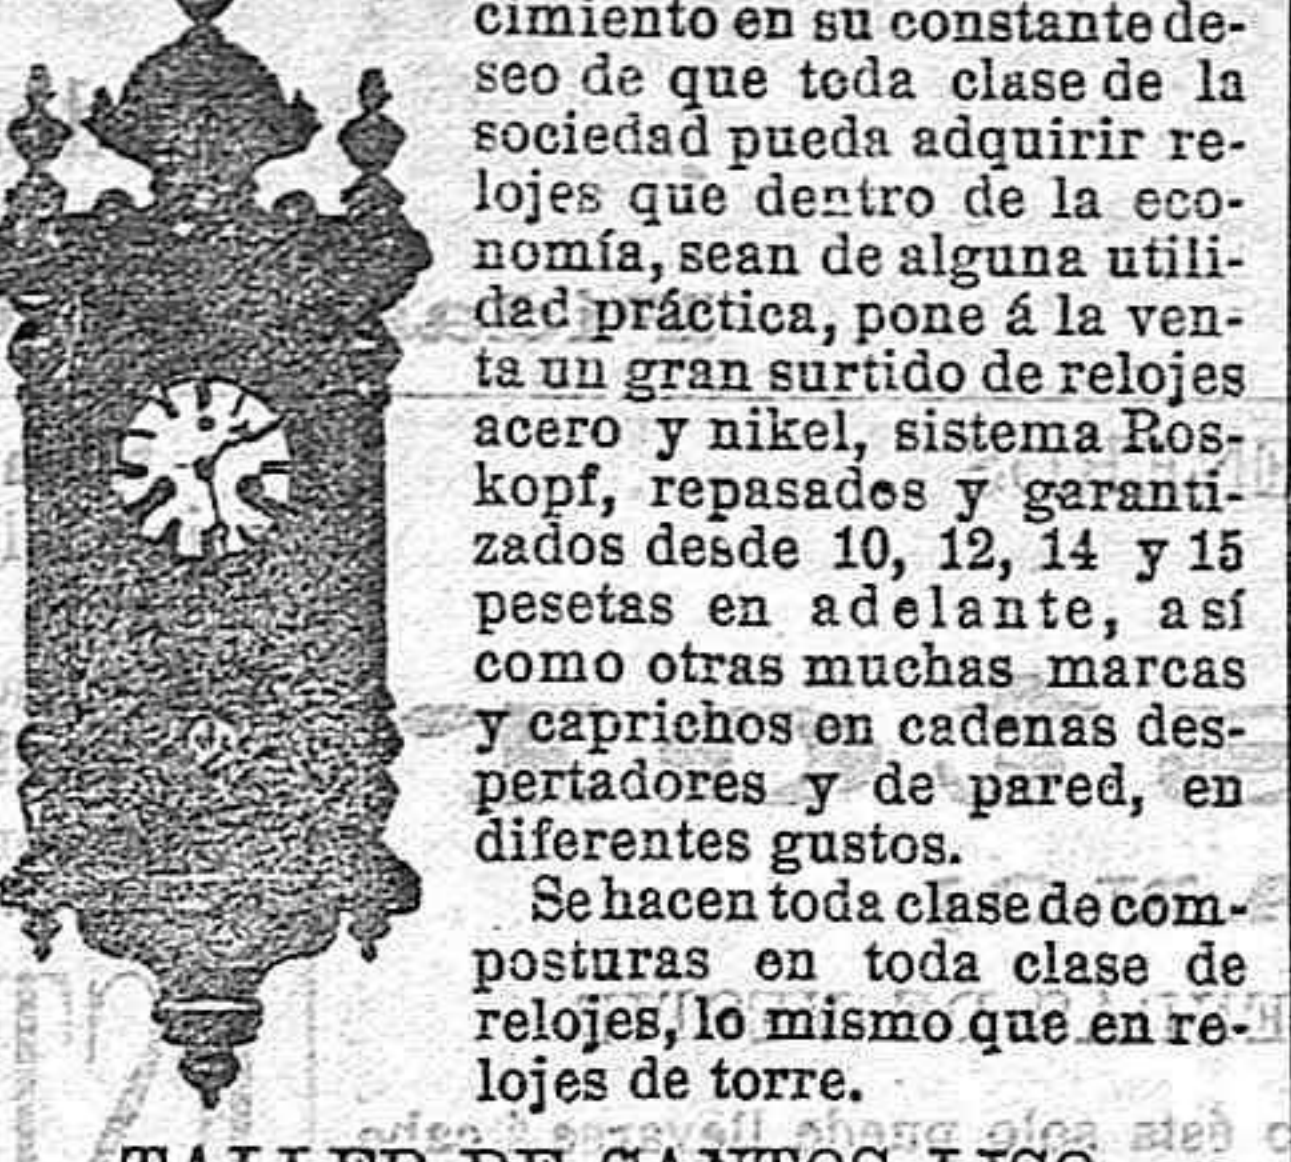 cimiento en su constante de-
seo de que toda clase de la
sociedad pueda adquirir re-
lojes que dentro de la eco-
nomía, sean de alguna utili-
dad práctica, pone á la ven-
ta un gran surtido de relojes
acero y nikel, sistema Ros-
kopf, repasados y garanti-
zados desde 10, 12, 14 y 15
pesetas en adelante, así
como otras muchas marcas
y caprichos en cadenas des-
pertadores y de pared, en
diferentes gustos.
Se hacen toda clase de com-
posturas en toda clase de
relojes, lo mismo que en re-
lojes de torre.
TALLER DE SANTOS